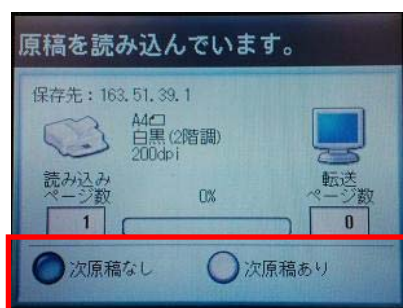 原稿を読み込んでいます。
保存先：163.51.39.1
A4
白黒(2階調)
200dpi
読み込み
ページ数
0%
転送
ページ数
1
0
次原稿なし
次原稿あり